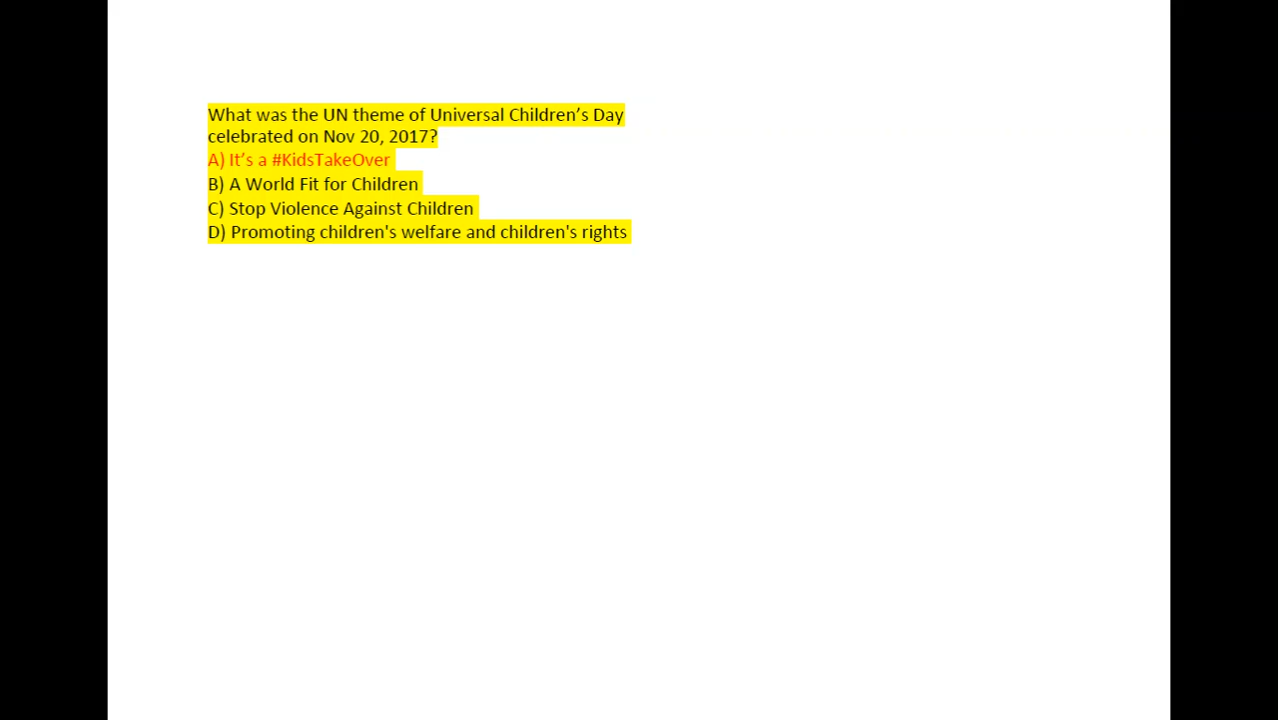 What was the UN theme of Universal Children’s Day
celebrated on Nov 20, 2017?
A) It’s a #KidsTakeOver
B) A World Fit for Children
C) Stop Violence Against Children
D) Promoting children's welfare and children's rights